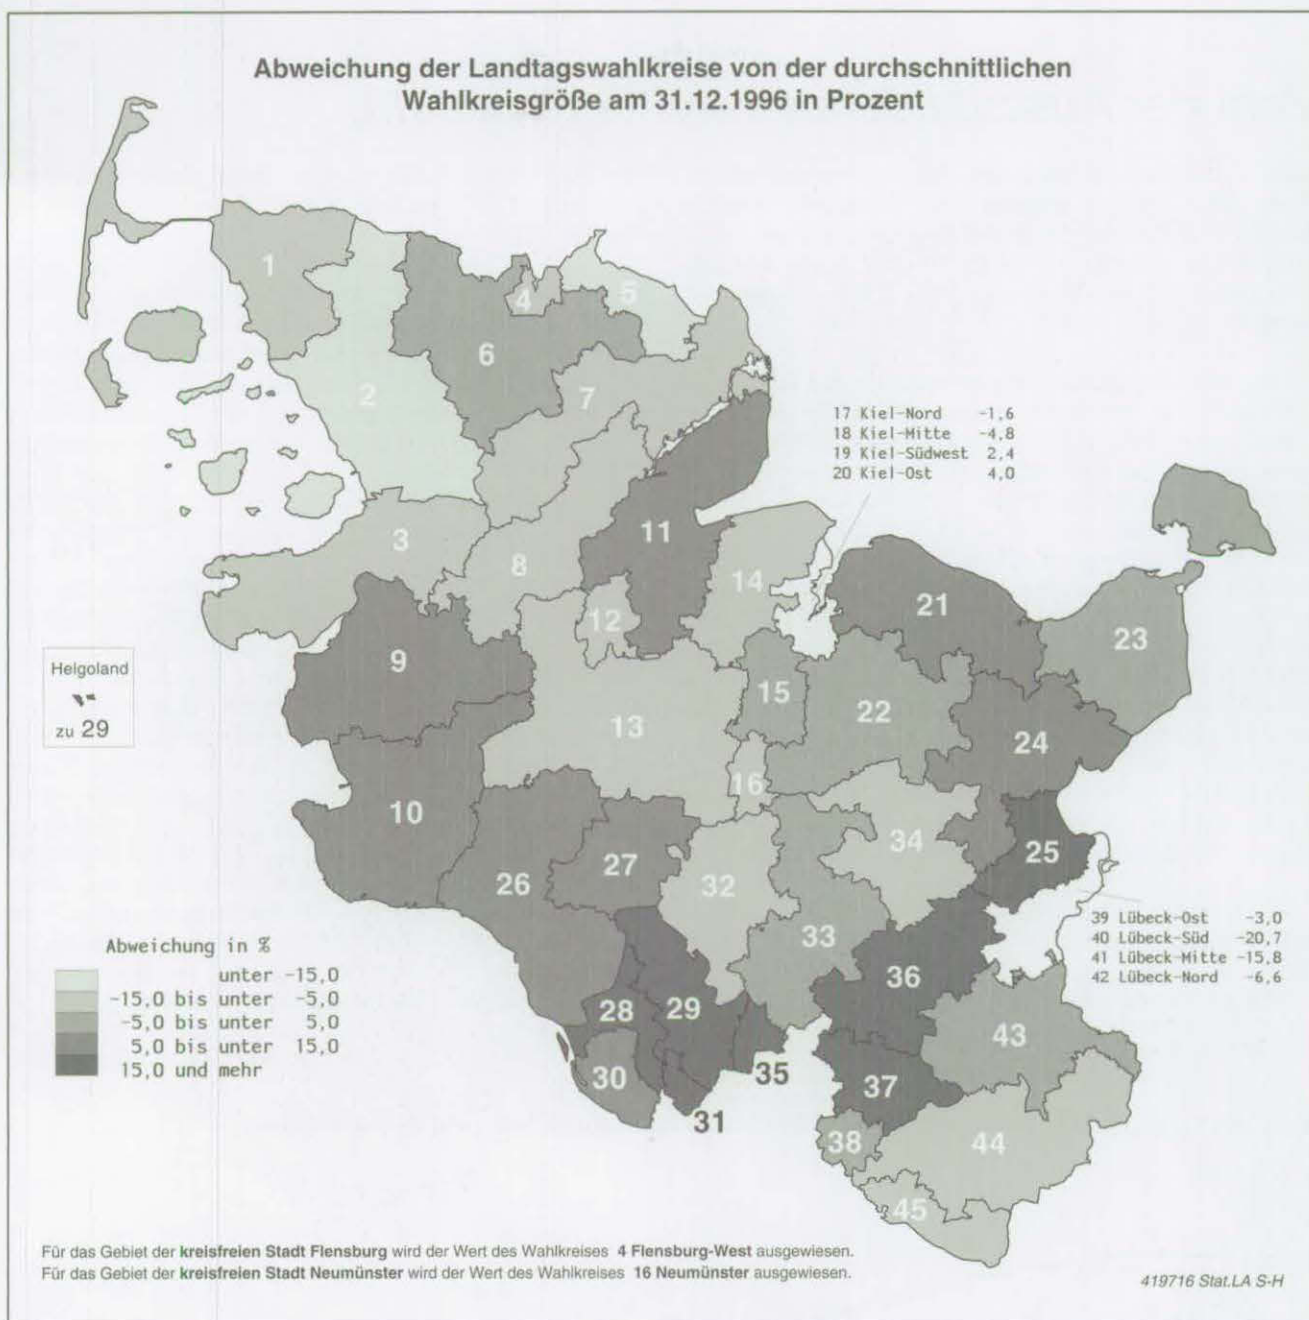 Abweichung der Landtagswahlkreise von der durchschnittlichen
Wahlkreisgröße am 31.12.1996 in Prozent
1
2
3
4
5
6
7
8
9
10
11
12
13
14
15
16
17 Kiel-Nord -1,6
18 Kiel-Mitte -4,8
19 Kiel-Südwest 2,4
20 Kiel-Ost 4,0
21
22
23
24
25
26
27
28
29
30
31
32
33
34
35
36
37
38
39 Lübeck-Ost -3,0
40 Lübeck-Süd -20,7
41 Lübeck-Mitte -15,8
42 Lübeck-Nord -6,6
43
44
45
Helgoland
zu 29
Abweichung in %
unter -15,0
-15,0 bis unter -5,0
-5,0 bis unter 5,0
5,0 bis unter 15,0
15,0 und mehr
Für das Gebiet der kreisfreien Stadt Flensburg wird der Wert des Wahlkreises 4 Flensburg-West ausgewiesen.
Für das Gebiet der kreisfreien Stadt Neumünster wird der Wert des Wahlkreises 16 Neumünster ausgewiesen.
419716 Stat.LA S-H